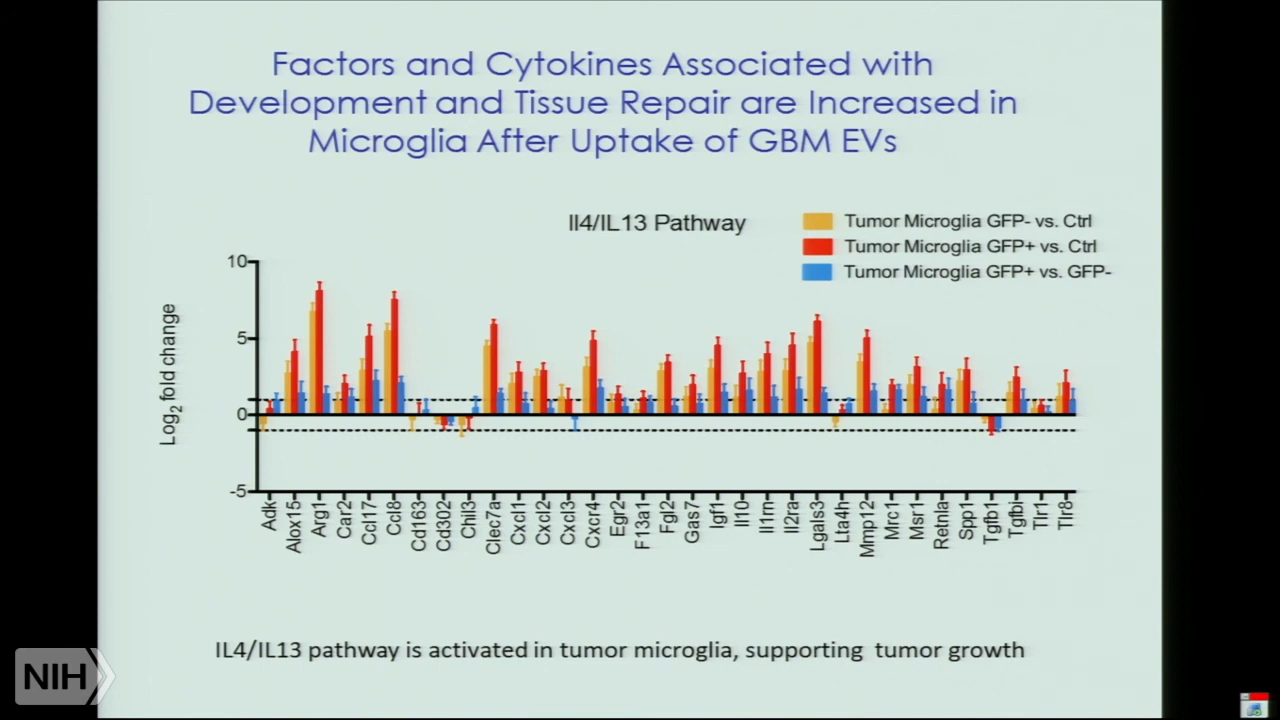 Factors and Cytokines Associated with
Development and Tissue Repair are Increased in
Microglia After Uptake of GBM EVs
Il4/IL13 Pathway
Tumor Microglia GFP- vs. Ctrl
Tumor Microglia GFP+ vs. Ctrl
Tumor Microglia GFP+ vs. GFP-
Log2 fold change
10
5
0
-5
Adk
Alox15
Arg1
Car2
Ccl17
Ccl8
Cd163
Cd302
Chil3
Clec7a
Cxcl1
Cxcl2
Cxcl3
Cxcr4
Egr2
F13a1
Fgl2
Gas7
Igf1
Il10
Il1rn
Il2ra
Lgals3
Lta4h
Mmp12
Mrc1
Msr1
Retnla
Spp1
Tgfb1
Tgfbi
Tlr1
Tlr8
IL4/IL13 pathway is activated in tumor microglia, supporting tumor growth
NIH